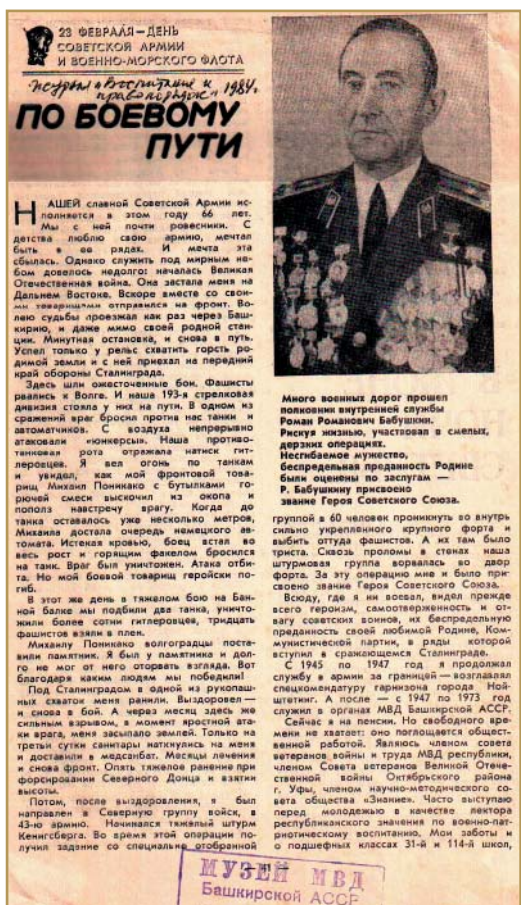 23 ФЕВРАЛЯ—ДЕНЬ
СОВЕТСКОЙ АРМИИ
И ВОЕННО-МОРСКОГО ФЛОТА
журнал „Воспитание и
правопорядок" 1984г.
ПО БОЕВОМУ
ПУТИ
НАШЕЙ славной Советской Армии ис-
полняется в этом году 66 лет.
Мы с ней почти ровесники. С
детства люблю свою армию, мечтал
быть в ее рядах. И мечта эта
сбылась. Однако служить под мирным не-
бом довелось недолго: началась Великая
Отечественная война. Она застала меня на
Дальнем Востоке. Вскоре вместе со свои-
ми товарищами отправился на фронт. Во-
лею судьбы проезжал как раз через Баш-
кирию, и даже мимо своей родной стан-
ции. Минутная остановка, и снова в путь.
Успел только у рельс схватить горсть ро-
димой земли и с ней приехал на передний
край обороны Сталинграда.
Здесь шли ожесточенные бои. Фашисты
рвались к Волге. И наша 193-я стрелковая
дивизия стояла у них на пути. В одном из
сражений враг бросил против нас танки и
автоматчиков. С воздуха непрерывно
атаковали «юнкерсы». Наша противо-
танковая рота отражала натиск гит-
леровцев. Я вел огонь по танкам
и увидел, как мой фронтовой това-
рищ Михаил Поникако с бутылками го-
рючей смеси выскочил из окопа и
пополз навстречу врагу. Когда до
танка оставалось уже несколько метров,
Михаила достала очередь немецкого ав-
томата. Истекая кровью, боец встал во
весь рост и горящим факелом бросился
на танк. Враг был уничтожен. Атака отби-
та. Но мой боевой товарищ геройски по-
гиб.
В этот же день в тяжелом бою на Бан-
ной балке мы подбили два танка, уничто-
жили более сотни гитлеровцев, тридцать
фашистов взяли в плен.
Михаилу Поникако волгоградцы поста-
вили памятник. Я был у памятника и дол-
го не мог от него оторвать взгляда. Вот
благодаря каким людям мы победили!
Под Сталинградом в одной из рукопаш-
ных схваток меня ранили. Выздоровел—
и снова в бой. А через месяц здесь же
сильным взрывом, в момент яростной ата-
ки врага, меня засыпало землей. Только на
третьи сутки санитары наткнулись на меня
и доставили в медсанбат. Месяцы лечения
и снова фронт. Опять тяжелое ранение при
форсировании Северного Донца и взятии
высоты.
Потом, после выздоровления, я был
направлен в Северную группу войск, в
43-ю армию. Начинался тяжелый штурм
Кенигсберга. Во время этой операции по-
лучил задание со специально отобранной
Много военных дорог прошел
полковник внутренней службы
Роман Романович Бабушкин.
Рискуя жизнью, участвовал в смелых,
дерзких операциях.
Несгибаемое мужество,
беспредельная преданность Родине
были оценены по заслугам —
Р. Бабушкину присвоено
звание Героя Советского Союза.
группой в 60 человек проникнуть во внутрь
сильно укрепленного крупного форта и
выбить оттуда фашистов. А их там было
триста. Сквозь проломы в стенах наша
штурмовая группа ворвалась во двор
форта. За эту операцию мне и было при-
своено звание Героя Советского Союза.
Всюду, где я ни воевал, видел прежде
всего героизм, самоотверженность и от-
вагу советских воинов, их беспредельную
преданность своей любимой Родине, Ком-
мунистической партии, в ряды которой
вступил в сражающемся Сталинграде.
С 1945 по 1947 год я продолжал
службу в армии за границей — возглавлял
спецкомендатуру гарнизона города Ной-
штетинг. А после — с 1947 по 1973 год
служил в органах МВД Башкирской АССР.
Сейчас я на пенсии. Но свободного вре-
мени не хватает: оно поглощается общест-
венной работой. Являюсь членом совета
ветеранов войны и труда МВД республики,
членом Совета ветеранов Великой Отече-
ственной войны Октябрьского района
г. Уфы, членом научно-методического со-
вета общества «Знание». Часто выступаю
перед молодежью в качестве лектора
республиканского значения по военно-пат-
риотическому воспитанию. Мои заботы и
о подшефных классах 31-й и 114-й школ,
МУЗЕЙ МВД
Башкирской АССР